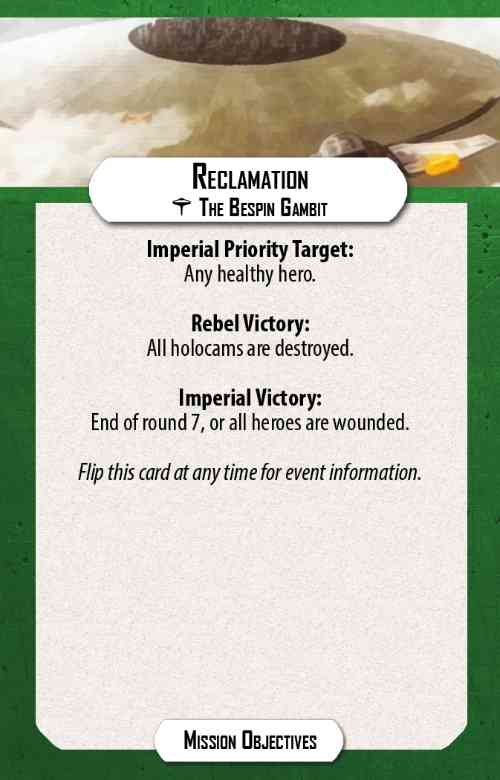 Reclamation
The Bespin Gambit
Imperial Priority Target:
Any healthy hero.
Rebel Victory:
All holocams are destroyed.
Imperial Victory:
End of round 7, or all heroes are wounded.
Flip this card at any time for event information.
Mission Objectives